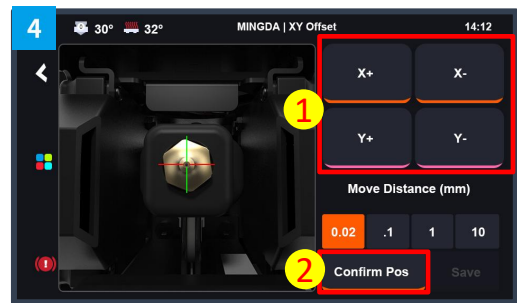 4
30° 32° MINGDA | XY Offset 14:12
1
X+ X-
Y+ Y-
Move Distance (mm)
0.02 .1 1 10
2
Confirm Pos Save